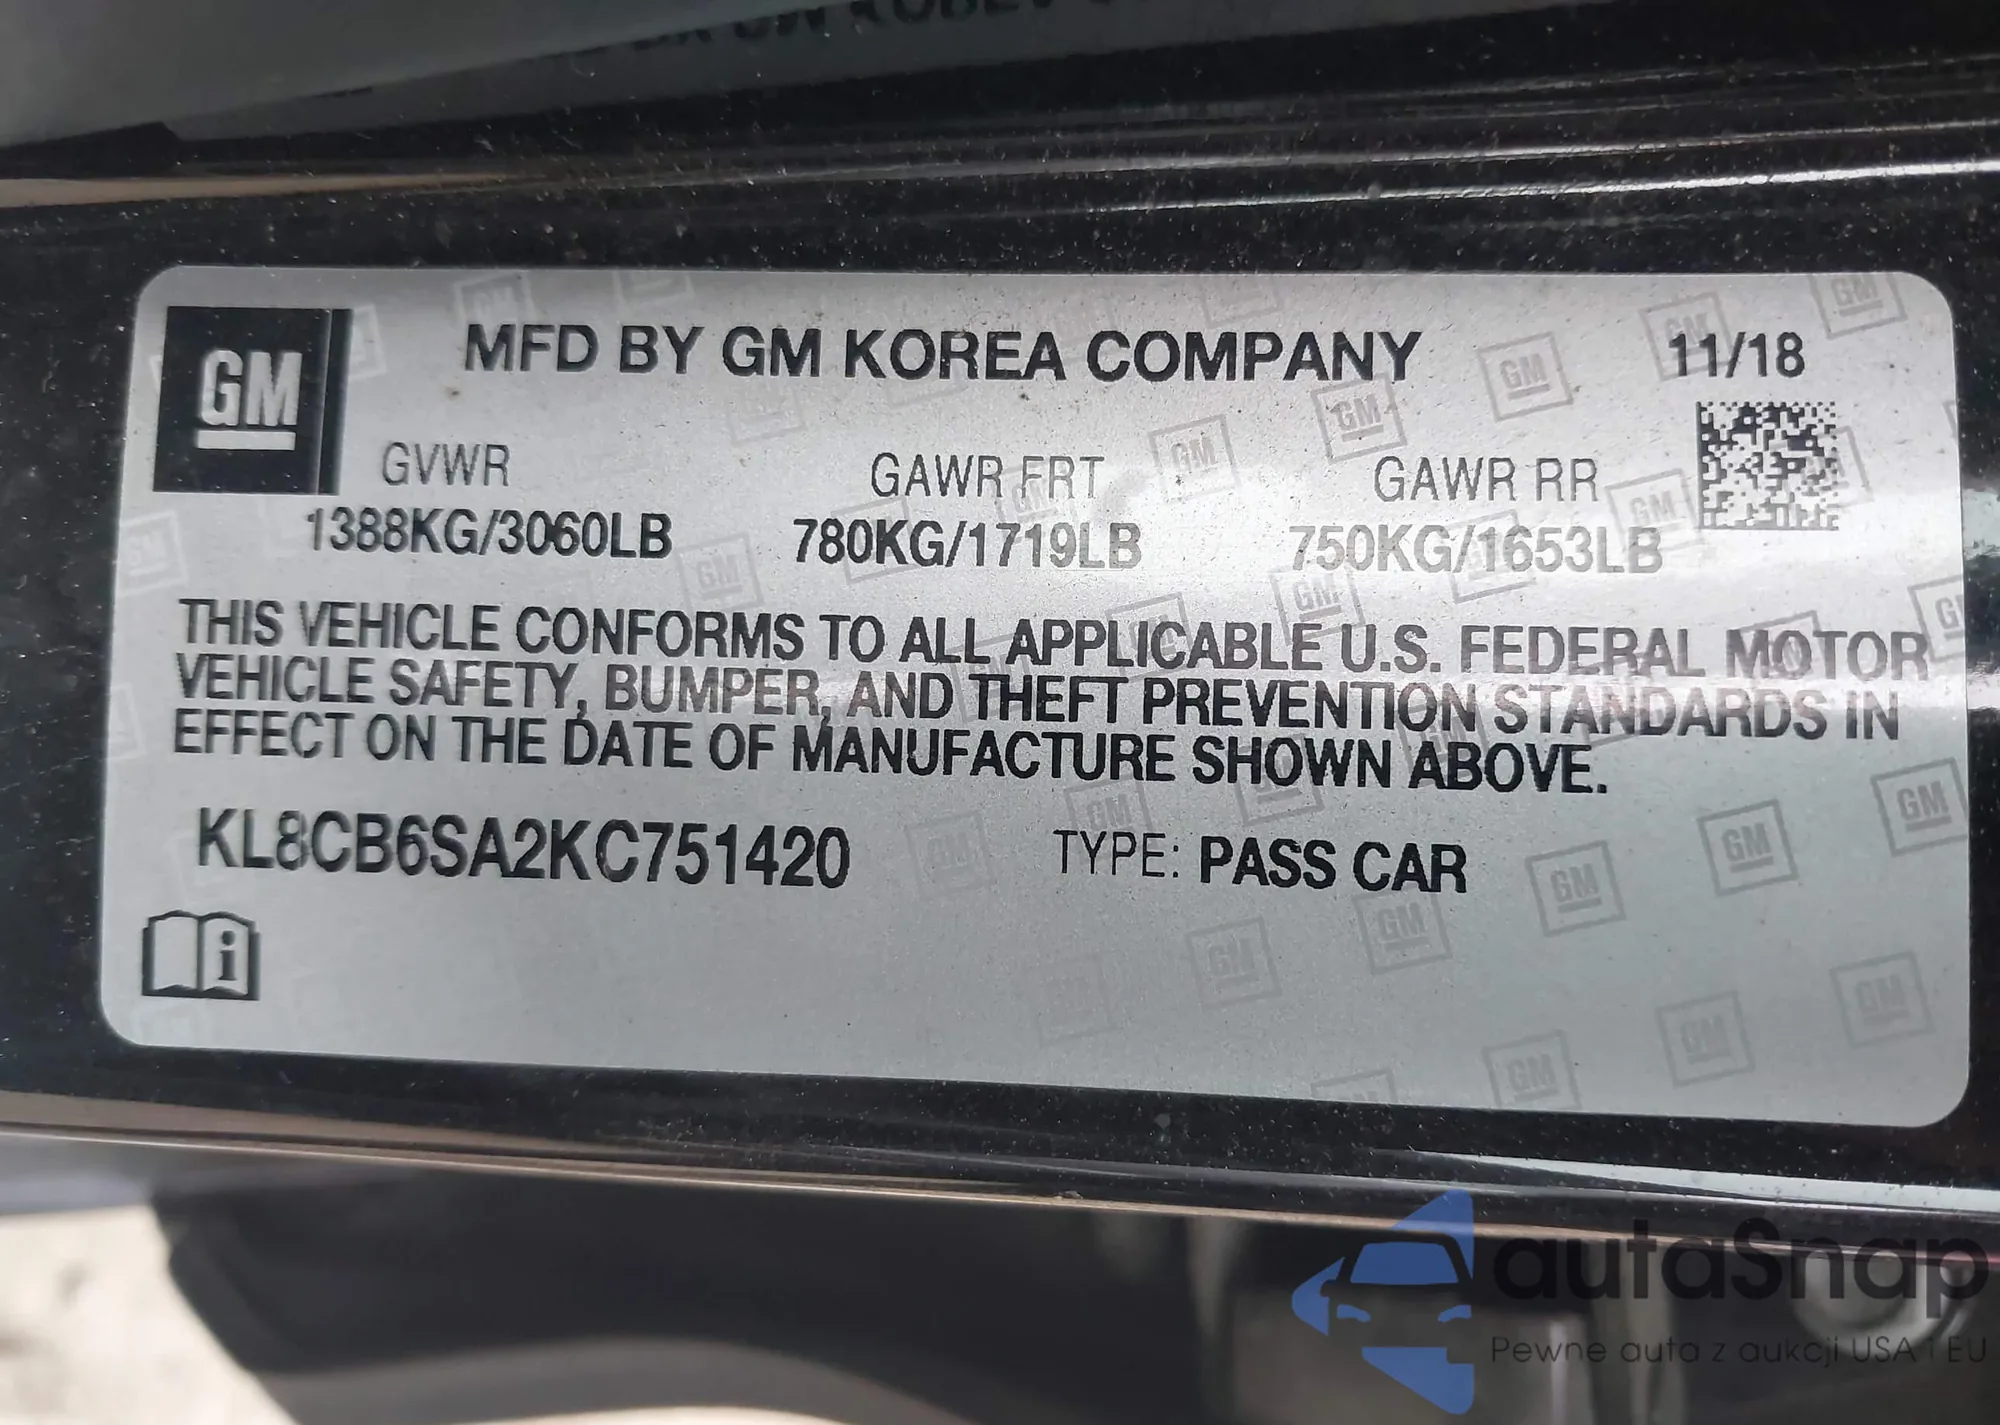 GM
MFD BY GM KOREA COMPANY 11/18
GVWR GAWR FRT GAWR RR
1388KG/3060LB 780KG/1719LB 750KG/1653LB
THIS VEHICLE CONFORMS TO ALL APPLICABLE U.S. FEDERAL MOTOR
VEHICLE SAFETY, BUMPER, AND THEFT PREVENTION STANDARDS IN
EFFECT ON THE DATE OF MANUFACTURE SHOWN ABOVE.
KL8CB6SA2KC751420 TYPE: PASS CAR
i
autaSnap
Pewne auta z aukcji USA i EU